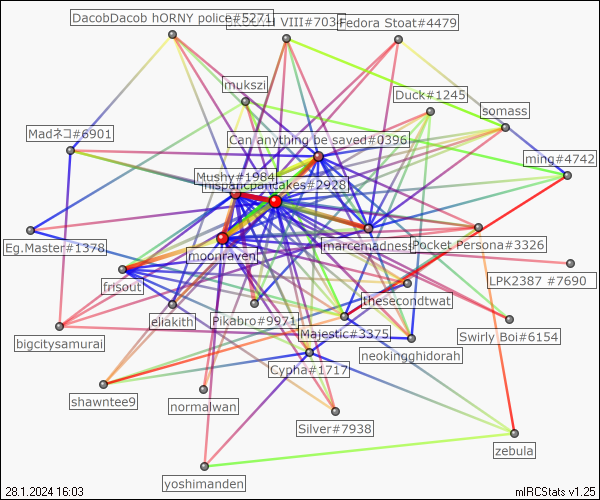 DacobDacob hORNY police#5271
VIII#7034
Fedora Stoat#4479
mukszi
Duck#1245
somass
Madネコ#6901
Can anything be saved#0396
ming#4742
Mushy#1984
hispancpancakes#2928
Eg.Master#1378
moonraven
marcemadness
Pocket Persona#3326
frisout
LPK2387 #7690
thesecondtwat
eliakith
Pikabro#9971
Majestic#3375
Swirly Boi#6154
bigcitysamurai
neokingghidorah
Cypha#1717
shawntee9
normalwan
Silver#7938
zebula
yoshimanden
28.1.2024 16:03
mIRCStats v1.25